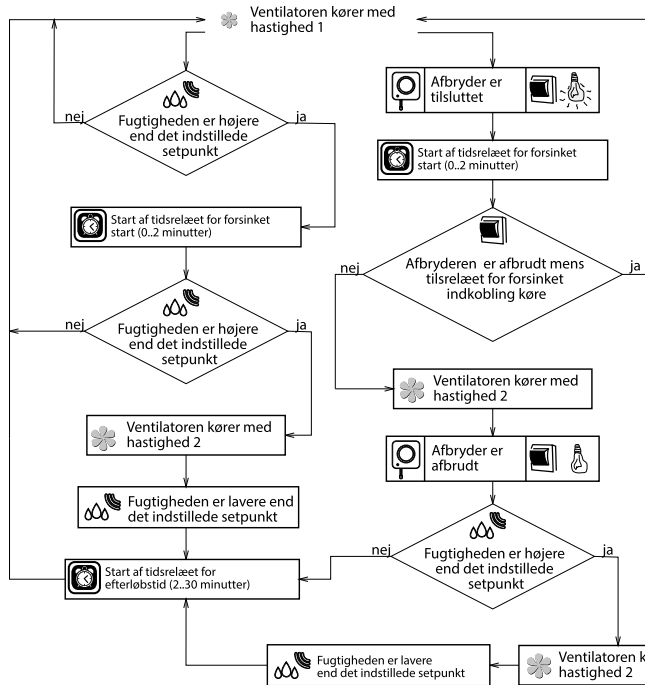 Ventilatoren kører med
hastighed 1
nej
Fugtigheden er højere
end det indstillede
setpunkt
ja
Start af tidsrelæet for forsinket
start (0..2 minutter)
nej
Fugtigheden er højere
end det indstillede
setpunkt
ja
Ventilatoren kører med
hastighed 2
Fugtigheden er lavere end
det indstillede setpunkt
Start af tidsrelæet for
efterløbstid (2..30 minutter)
Afbryder er
tilsluttet
Start af tidsrelæet for forsinket
start (0..2 minutter)
nej
Afbryderen er afbrudt mens
tilsrelæet for forsinket
indkobling køre
ja
Ventilatoren kører med
hastighed 2
Afbryder er
afbrudt
nej
Fugtigheden er højere
end det indstillede
setpunkt
ja
Fugtigheden er lavere
end det indstillede setpunkt
Ventilatoren k
hastighed 2